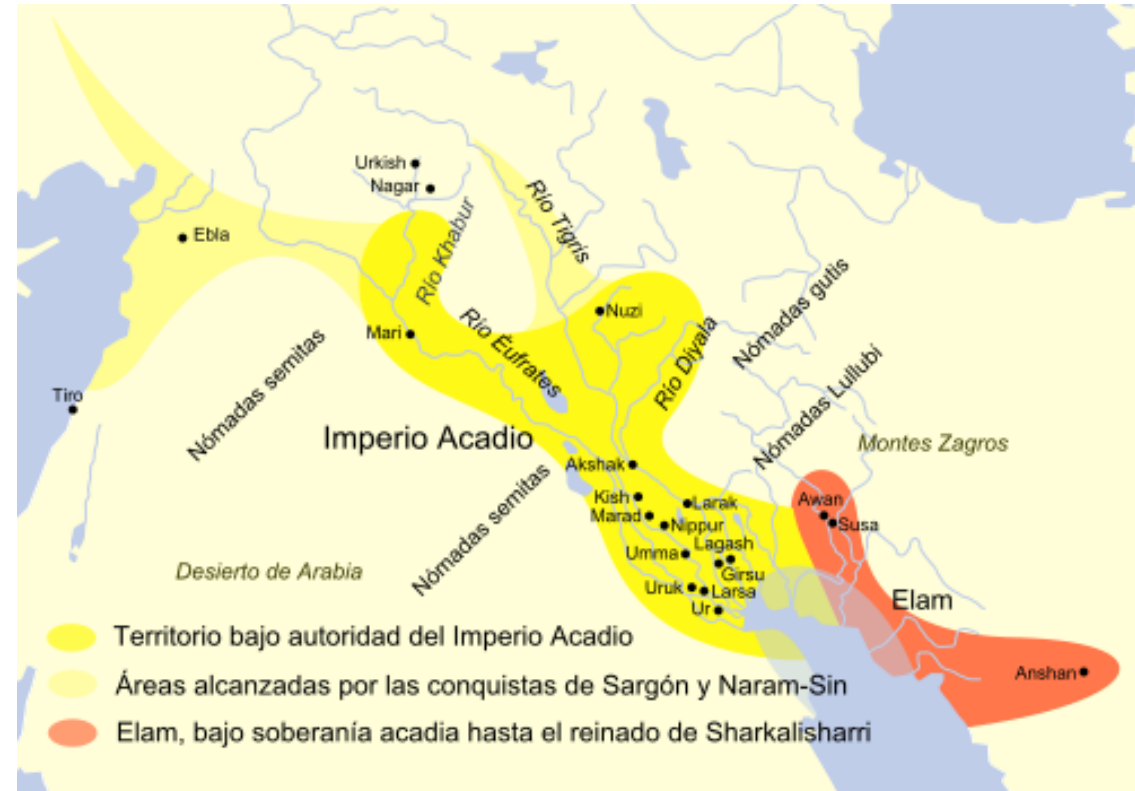 Urkish
Nagar
Río Tigris
Río Khabur
Ebla
Nuzi
Nómadas gutis
Mari
Río Éufrates
Río Diyala
Nómadas semitas
Nómadas Lullubi
Tiro
Imperio Acadio
Montes Zagros
Akshak
Nómadas semitas
Kish
Larak
Awan
Marad
Nippur
Susa
Lagash
Umma
Desierto de Arabia
Girsu
Uruk
Larsa
Elam
Ur
Anshan
Territorio bajo autoridad del Imperio Acadio
Áreas alcanzadas por las conquistas de Sargón y Naram-Sin
Elam, bajo soberanía acadia hasta el reinado de Sharkalisharri